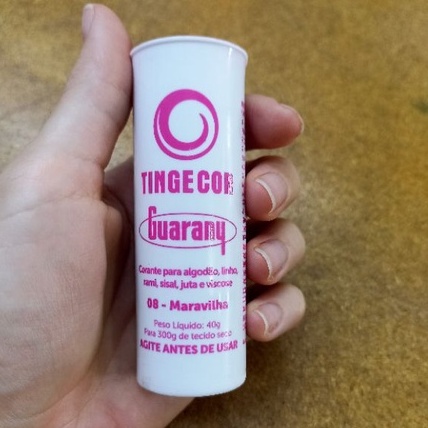 TINGECOR
Guarany
Corante para algodão, linho,
rami, sisal, juta e viscose
08 - Maravilha
Peso Líquido: 40g
Para 300g de tecido seco
AGITE ANTES DE USAR